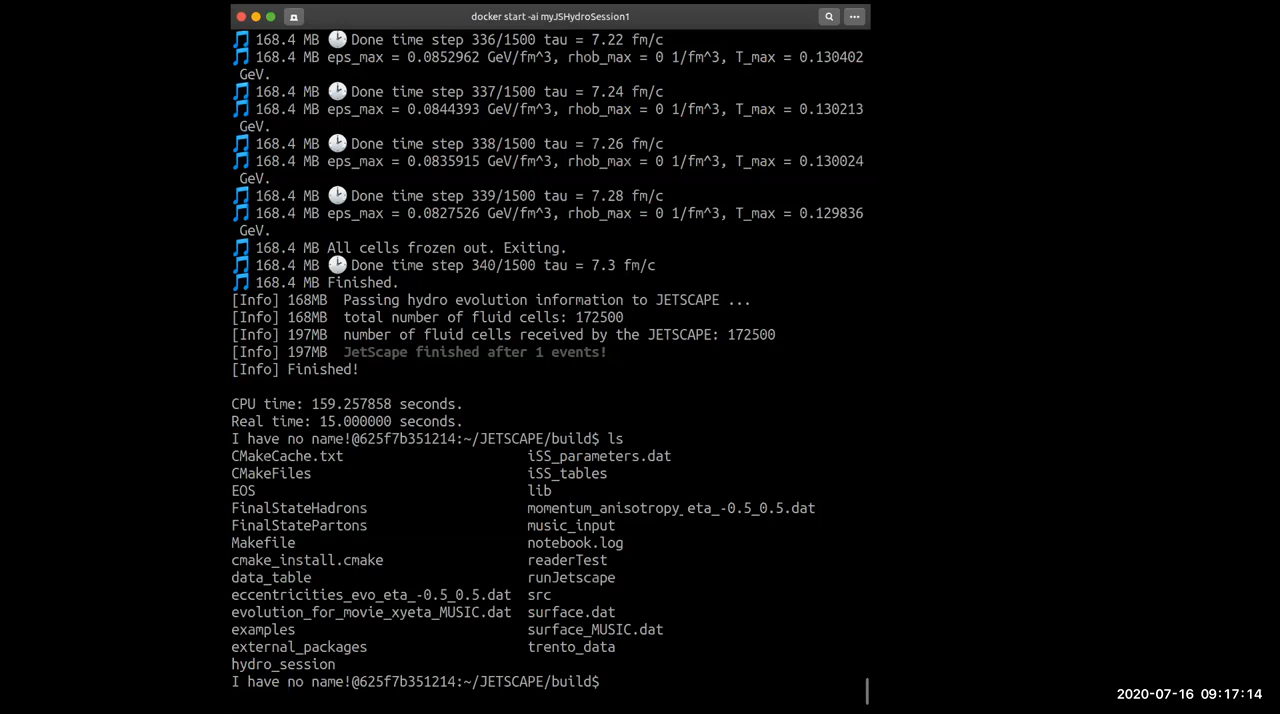 docker start -ai myJSHydroSession1
168.4 MB Done time step 336/1500 tau = 7.22 fm/c
168.4 MB eps_max = 0.0852962 GeV/fm^3, rhob_max = 0 1/fm^3, T_max = 0.130402
GeV.
168.4 MB Done time step 337/1500 tau = 7.24 fm/c
168.4 MB eps_max = 0.0844393 GeV/fm^3, rhob_max = 0 1/fm^3, T_max = 0.130213
GeV.
168.4 MB Done time step 338/1500 tau = 7.26 fm/c
168.4 MB eps_max = 0.0835915 GeV/fm^3, rhob_max = 0 1/fm^3, T_max = 0.130024
GeV.
168.4 MB Done time step 339/1500 tau = 7.28 fm/c
168.4 MB eps_max = 0.0827526 GeV/fm^3, rhob_max = 0 1/fm^3, T_max = 0.129836
GeV.
168.4 MB All cells frozen out. Exiting.
168.4 MB Done time step 340/1500 tau = 7.3 fm/c
168.4 MB Finished.
[Info] 168MB  Passing hydro evolution information to JETSCAPE ...
[Info] 168MB  total number of fluid cells: 172500
[Info] 197MB  number of fluid cells received by the JETSCAPE: 172500
[Info] 197MB  JetScape finished after 1 events!
[Info] Finished!
CPU time: 159.257858 seconds.
Real time: 15.000000 seconds.
I have no name!@625f7b351214:~/JETSCAPE/build$ ls
CMakeCache.txt iSS_parameters.dat
CMakeFiles iSS_tables
EOS lib
FinalStateHadrons momentum_anisotropy_eta_-0.5_0.5.dat
FinalStatePartons music_input
Makefile notebook.log
cmake_install.cmake readerTest
data_table runJetscape
eccentricities_evo_eta_-0.5_0.5.dat src
evolution_for_movie_xyeta_MUSIC.dat surface.dat
examples surface_MUSIC.dat
external_packages trento_data
hydro_session
I have no name!@625f7b351214:~/JETSCAPE/build$
2020-07-16 09:17:14